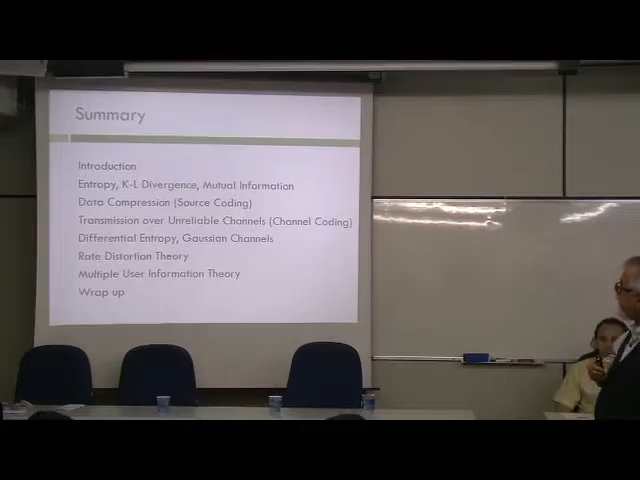 Summary
Introduction
Entropy, K-L Divergence, Mutual Information
Data Compression (Source Coding)
Transmission over Unreliable Channels (Channel Coding)
Differential Entropy, Gaussian Channels
Rate Distortion Theory
Multiple User Information Theory
Wrap up